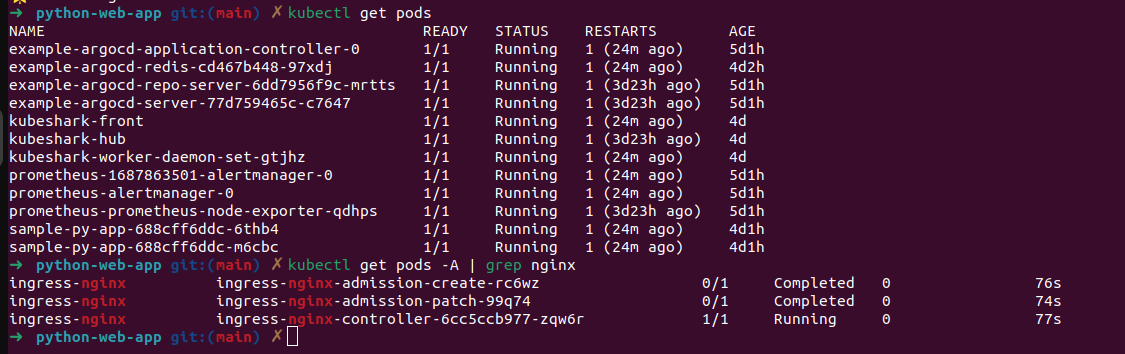 ➜ python-web-app git:(main) ✗ kubectl get pods
NAME READY STATUS RESTARTS AGE
example-argocd-application-controller-0 1/1 Running 1 (24m ago) 5d1h
example-argocd-redis-cd467b448-97xdj 1/1 Running 1 (24m ago) 4d2h
example-argocd-repo-server-6dd7956f9c-mrtts 1/1 Running 1 (3d23h ago) 5d1h
example-argocd-server-77d759465c-c7647 1/1 Running 1 (3d23h ago) 5d1h
kubeshark-front 1/1 Running 1 (24m ago) 4d
kubeshark-hub 1/1 Running 1 (3d23h ago) 4d
kubeshark-worker-daemon-set-gtjhz 1/1 Running 1 (24m ago) 4d
prometheus-1687863501-alertmanager-0 1/1 Running 1 (24m ago) 5d1h
prometheus-alertmanager-0 1/1 Running 1 (24m ago) 5d1h
prometheus-prometheus-node-exporter-qdhps 1/1 Running 1 (3d23h ago) 5d1h
sample-py-app-688cff6ddc-6thb4 1/1 Running 1 (24m ago) 4d1h
sample-py-app-688cff6ddc-m6cbc 1/1 Running 1 (24m ago) 4d1h
➜ python-web-app git:(main) ✗ kubectl get pods -A | grep nginx
ingress-nginx ingress-nginx-admission-create-rc6wz 0/1 Completed 0 76s
ingress-nginx ingress-nginx-admission-patch-99q74 0/1 Completed 0 74s
ingress-nginx ingress-nginx-controller-6cc5ccb977-zqw6r 1/1 Running 0 77s
➜ python-web-app git:(main) ✗